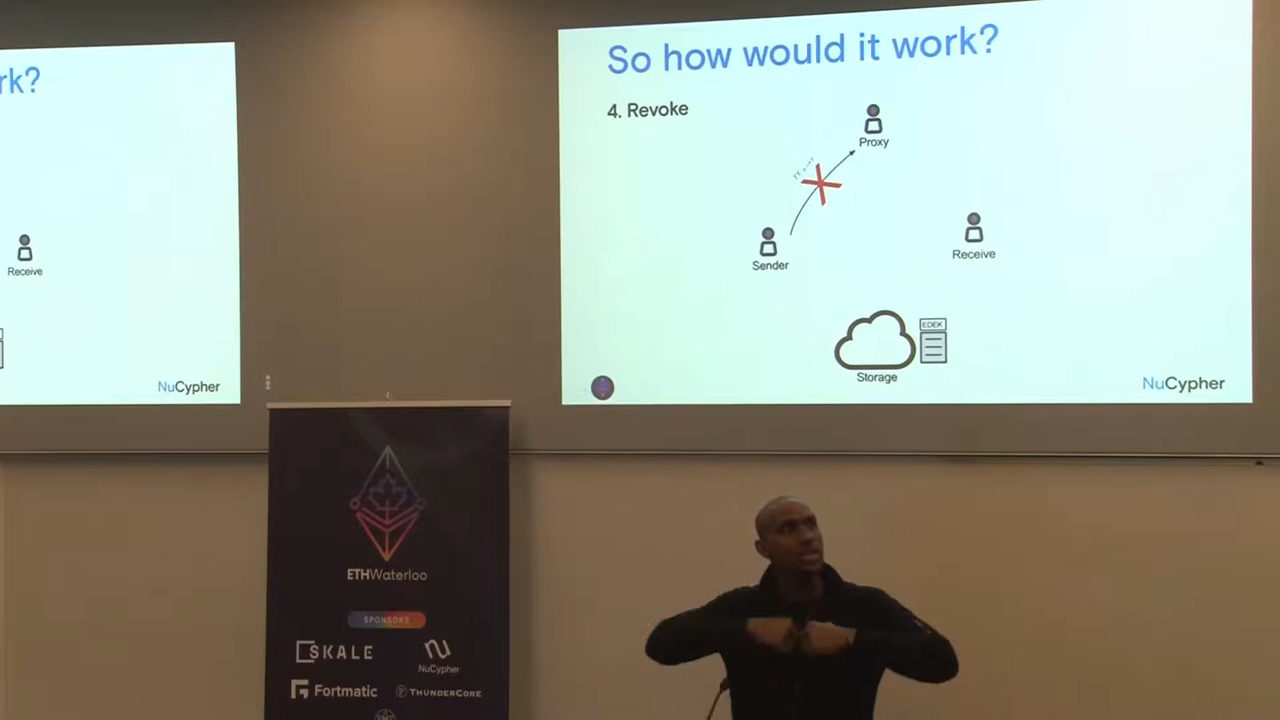 rk?
Receive
NuCypher
So how would it work?
4. Revoke
Proxy
Sender
Receive
EDEK
Storage
NuCypher
ETHWaterloo
SPONSORS
SKALE
NuCypher
Fortmatic
THUNDERCORE